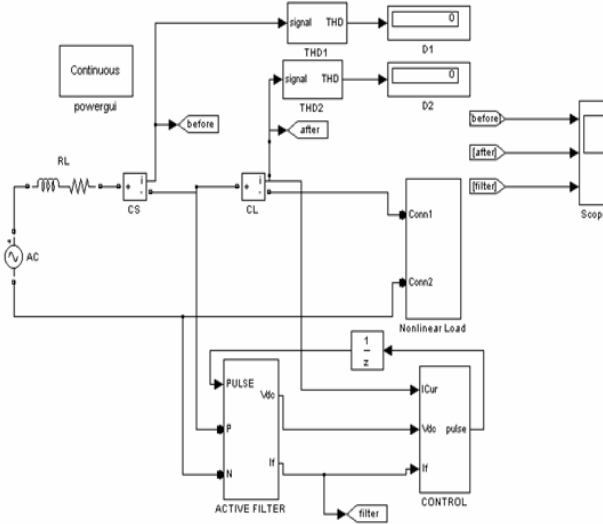 signal THD
THD1
0
D1
Continuous
powergui
signal THD
THD2
0
D2
before
after
before]
[after]
[filter]
Scop
RL
+ i -
CS
+ i -
CL
AC
Conn1
Conn2
Nonlinear Load
1
z
PULSE
Vdc
P
If
N
ACTIVE FILTER
ICur
Vdc pulse
If
CONTROL
filter